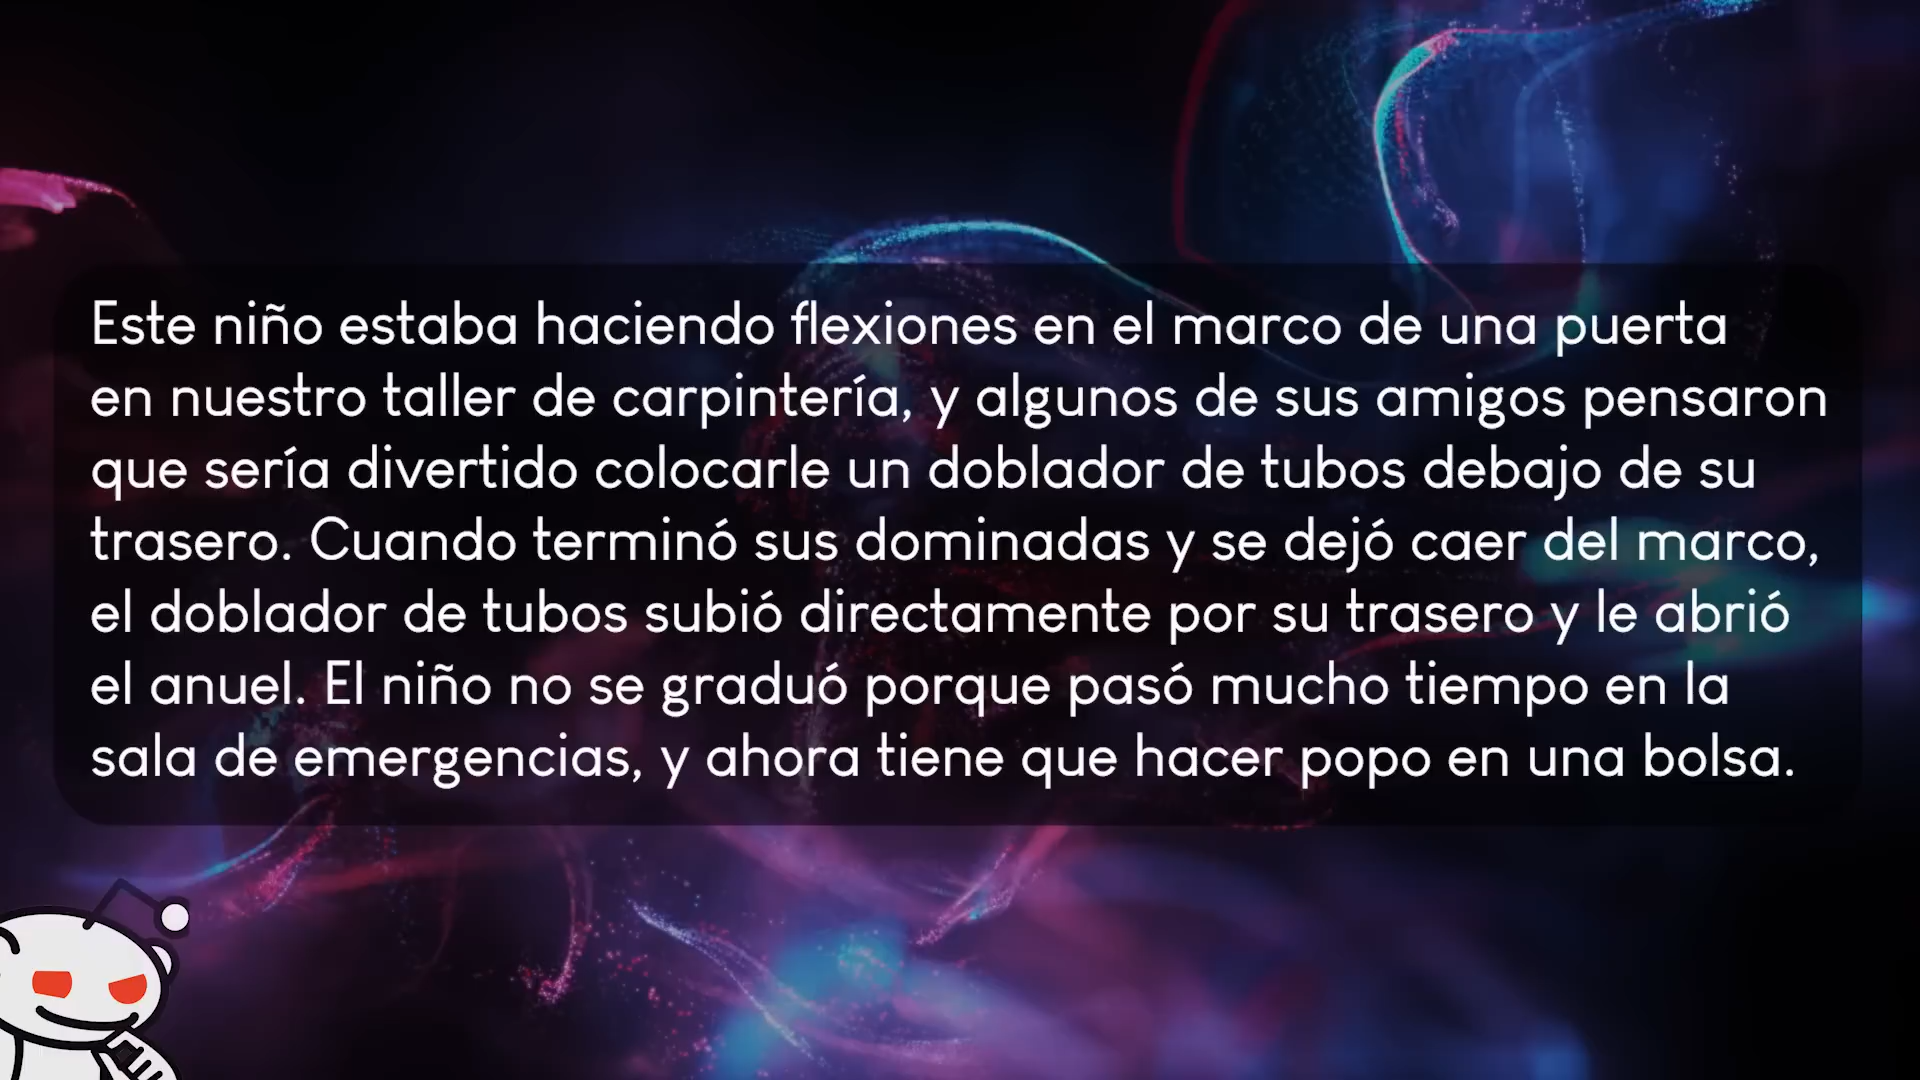 Este niño estaba haciendo flexiones en el marco de una puerta
en nuestro taller de carpintería, y algunos de sus amigos pensaron
que sería divertido colocarle un doblador de tubos debajo de su
trasero. Cuando terminó sus dominadas y se dejó caer del marco,
el doblador de tubos subió directamente por su trasero y le abrió
el anuel. El niño no se graduó porque pasó mucho tiempo en la
sala de emergencias, y ahora tiene que hacer popo en una bolsa.